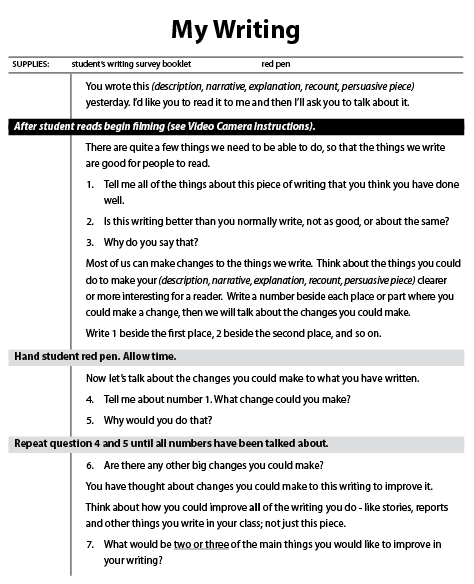 My Writing
SUPPLIES: student's writing survey booklet red pen
You wrote this (description, narrative, explanation, recount, persuasive piece)
yesterday. I'd like you to read it to me and then I'll ask you to talk about it.
After student reads begin filming (see Video Camera instructions).
There are quite a few things we need to be able to do, so that the things we write
are good for people to read.
1. Tell me all of the things about this piece of writing that you think you have done
well.
2. Is this writing better than you normally write, not as good, or about the same?
3. Why do you say that?
Most of us can make changes to the things we write. Think about the things you could
do to make your (description, narrative, explanation, recount, persuasive piece) clearer
or more interesting for a reader. Write a number beside each place or part where you
could make a change, then we will talk about the changes you could make.
Write 1 beside the first place, 2 beside the second place, and so on.
Hand student red pen. Allow time.
Now let's talk about the changes you could make to what you have written.
4. Tell me about number 1. What change could you make?
5. Why would you do that?
Repeat question 4 and 5 until all numbers have been talked about.
6. Are there any other big changes you could make?
You have thought about changes you could make to this writing to improve it.
Think about how you could improve all of the writing you do - like stories, reports
and other things you write in your class; not just this piece.
7. What would be two or three of the main things you would like to improve in
your writing?